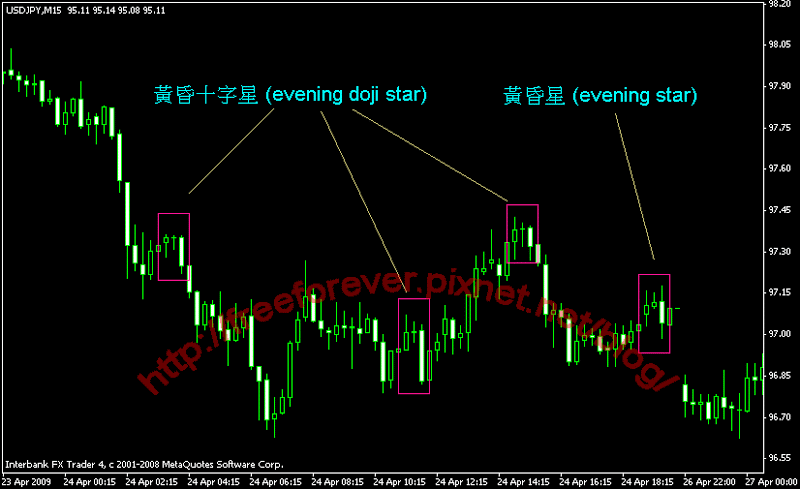 USDJPY,M15 95.11 95.14 95.08 95.11
98.20
98.05
黃昏十字星 (evening doji star)
黃昏星 (evening star)
97.90
97.75
97.60
97.45
97.30
97.15
97.00
96.85
96.70
96.55
http://freeforever.pixnet.net/blog/
Interbank FX Trader 4, c 2001-2008 MetaQuotes Software Corp.
23 Apr 2009 24 Apr 00:15 24 Apr 02:15 24 Apr 04:15 24 Apr 06:15 24 Apr 08:15 24 Apr 10:15 24 Apr 12:15 24 Apr 14:15 24 Apr 16:15 24 Apr 18:15 26 Apr 22:00 27 Apr 00:00